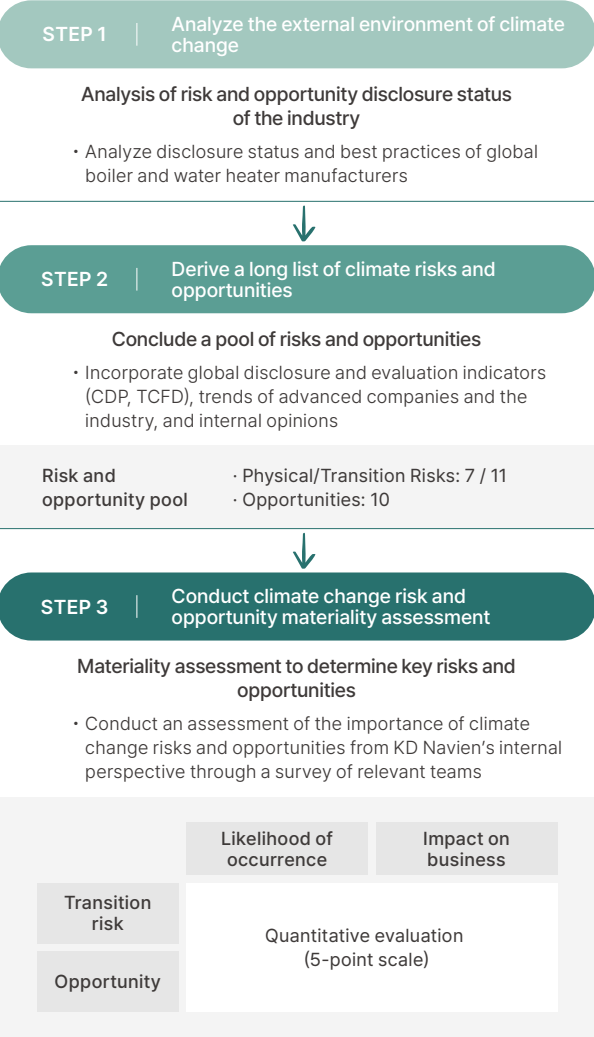 STEP 1
Analyze the external environment of climate
change
Analysis of risk and opportunity disclosure status
of the industry
· Analyze disclosure status and best practices of global
boiler and water heater manufacturers
STEP 2
Derive a long list of climate risks and
opportunities
Conclude a pool of risks and opportunities
· Incorporate global disclosure and evaluation indicators
(CDP, TCFD), trends of advanced companies and the
industry, and internal opinions
Risk and
opportunity pool
· Physical/Transition Risks: 7 / 11
· Opportunities: 10
STEP 3
Conduct climate change risk and
opportunity materiality assessment
Materiality assessment to determine key risks and
opportunities
· Conduct an assessment of the importance of climate
change risks and opportunities from KD Navien's internal
perspective through a survey of relevant teams
Likelihood of
occurrence
Impact on
business
Transition
risk
Quantitative evaluation
(5-point scale)
Opportunity